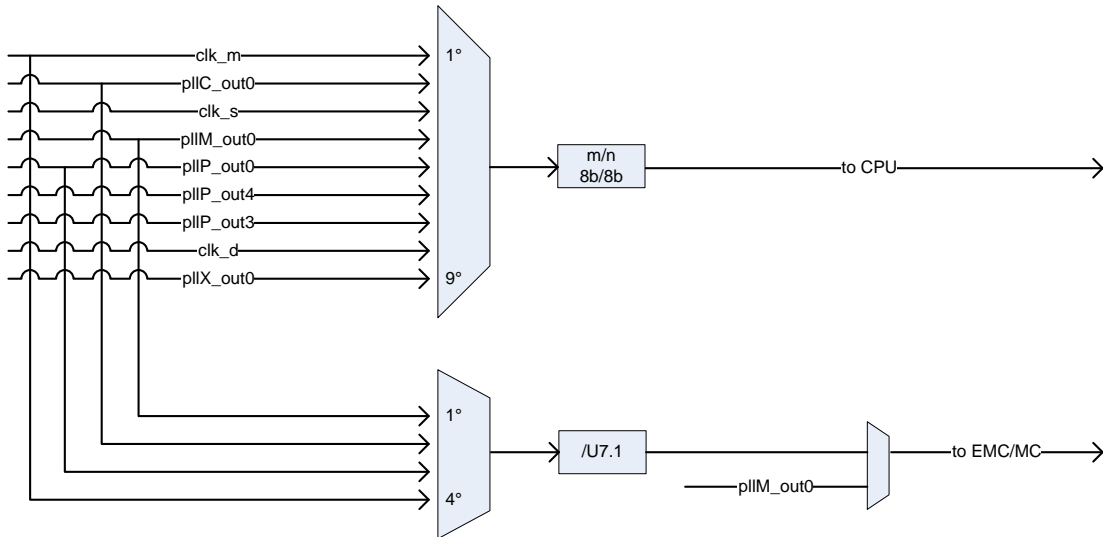 clk_m
1°
pllC_out0
clk_s
pllM_out0
pllP_out0
m/n
8b/8b
to CPU
pllP_out4
pllP_out3
clk_d
pllX_out0
9°
1°
/U7.1
to EMC/MC
pllM_out0
4°